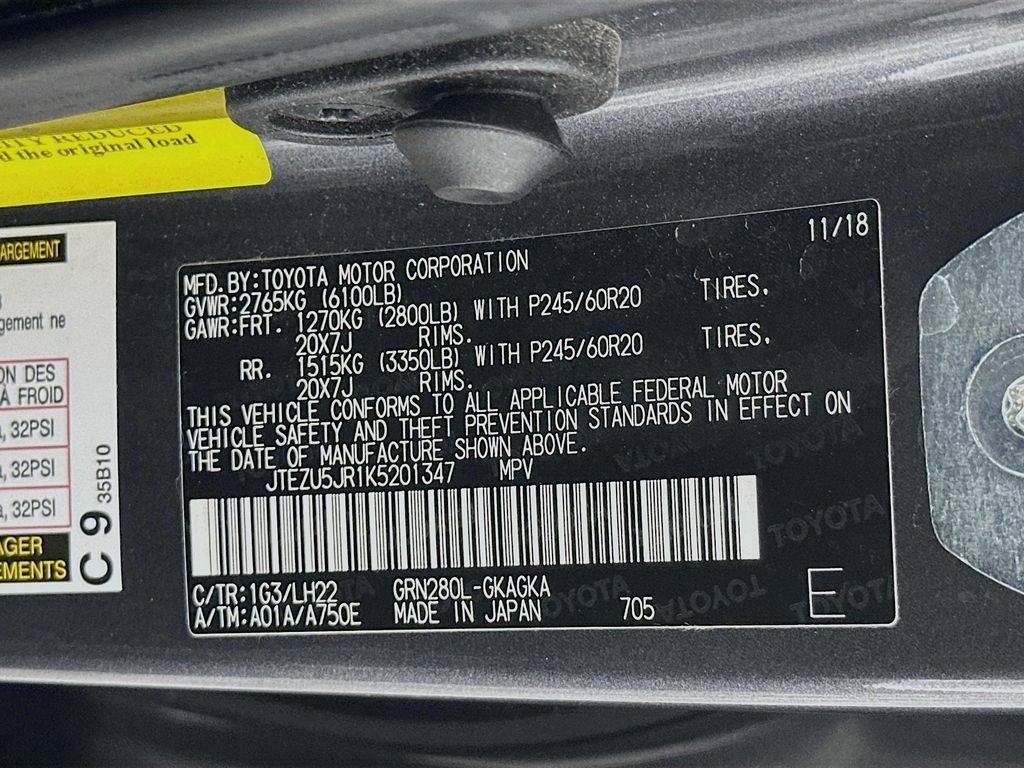 ITY REDUCED
d the original load
ARGEMENT
gement ne
ON DES
À FROID
, 32PSI
, 32PSI
, 32PSI
AGER
EMENTS
C 9 35B10
11/18
MFD.BY:TOYOTA MOTOR CORPORATION
GVWR:2765KG (6100LB)
GAWR:FRT. 1270KG (2800LB) WITH P245/60R20 TIRES,
20X7J RIMS.
RR. 1515KG (3350LB) WITH P245/60R20 TIRES,
20X7J RIMS.
THIS VEHICLE CONFORMS TO ALL APPLICABLE FEDERAL MOTOR
VEHICLE SAFETY AND THEFT PREVENTION STANDARDS IN EFFECT ON
THE DATE OF MANUFACTURE SHOWN ABOVE.
JTEZU5JR1K5201347 MPV
C/TR:1G3/LH22 GRN280L-GKAGKA
A/TM:A01A/A750E MADE IN JAPAN 705 E
TOYOTA
TOYOTA
TOYOTA
TOYOTA
TOYOTA